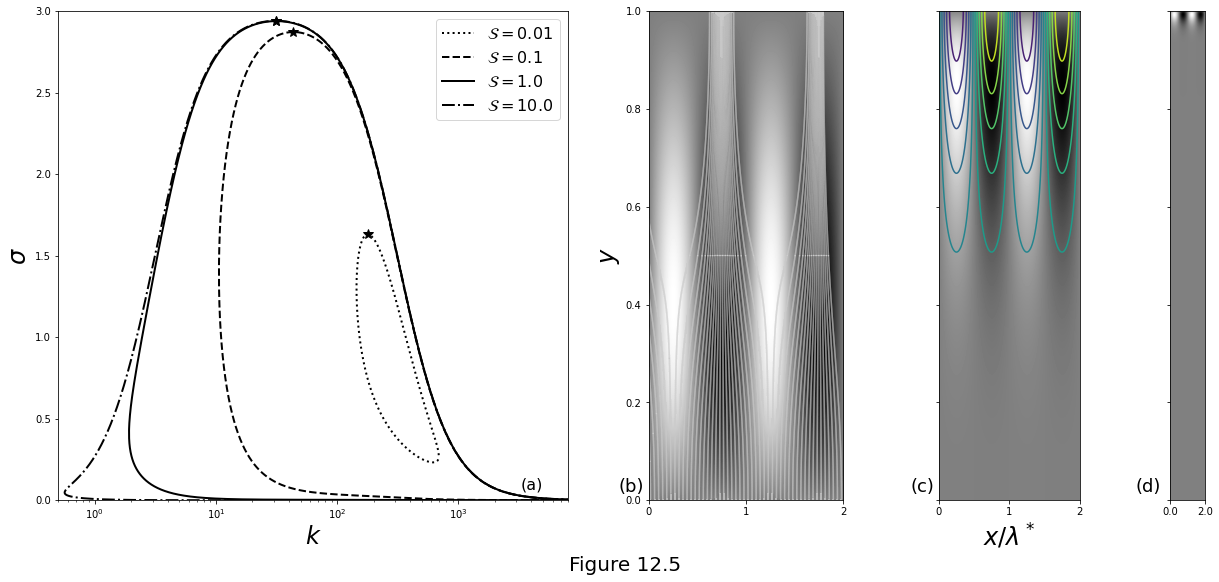 3.0
2.5
2.0
1.5
1.0
0.5
0.0
σ
10⁰
10¹
10²
10³
k
𝒮 = 0.01
𝒮 = 0.1
𝒮 = 1.0
𝒮 = 10.0
(a)
1.0
0.8
0.6
0.4
0.2
0.0
y
(b)
0
1
2
(c)
0
1
2
x/λ*
(d)
0.0
2.0
Figure 12.5